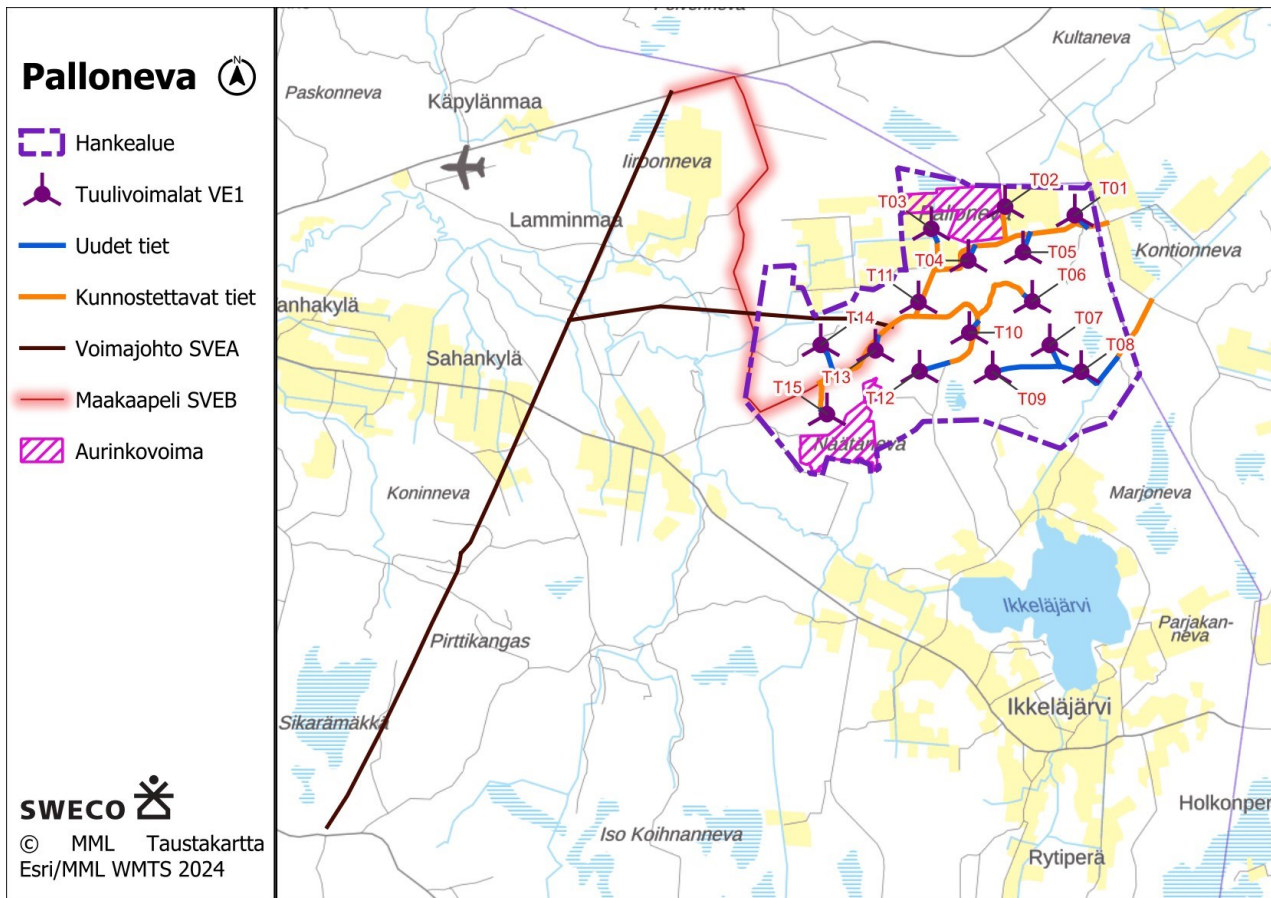 Palloneva
N
Hankealue
Tuulivoimalat VE1
Uudet tiet
Kunnostettavat tiet
Voimajohto SVEA
Maakaapeli SVEB
Aurinkovoima
SWECO
© MML Taustakartta
Esri/MML WMTS 2024
Kultaneva
Paskonneva
Käpylänmaa
Iironneva
Lamminmaa
T02
T01
T03
T04
T05
Kontionneva
T11
T06
anhakylä
T14
T10
T07
T08
Sahankylä
T13
T15
T12
T09
Näätäneva
Koninneva
Marjoneva
Ikkeläjärvi
Parjakan-
neva
Pirttikangas
Sikarämäkkä
Ikkeläjärvi
Holkonper
Iso Koihnanneva
Rytiperä